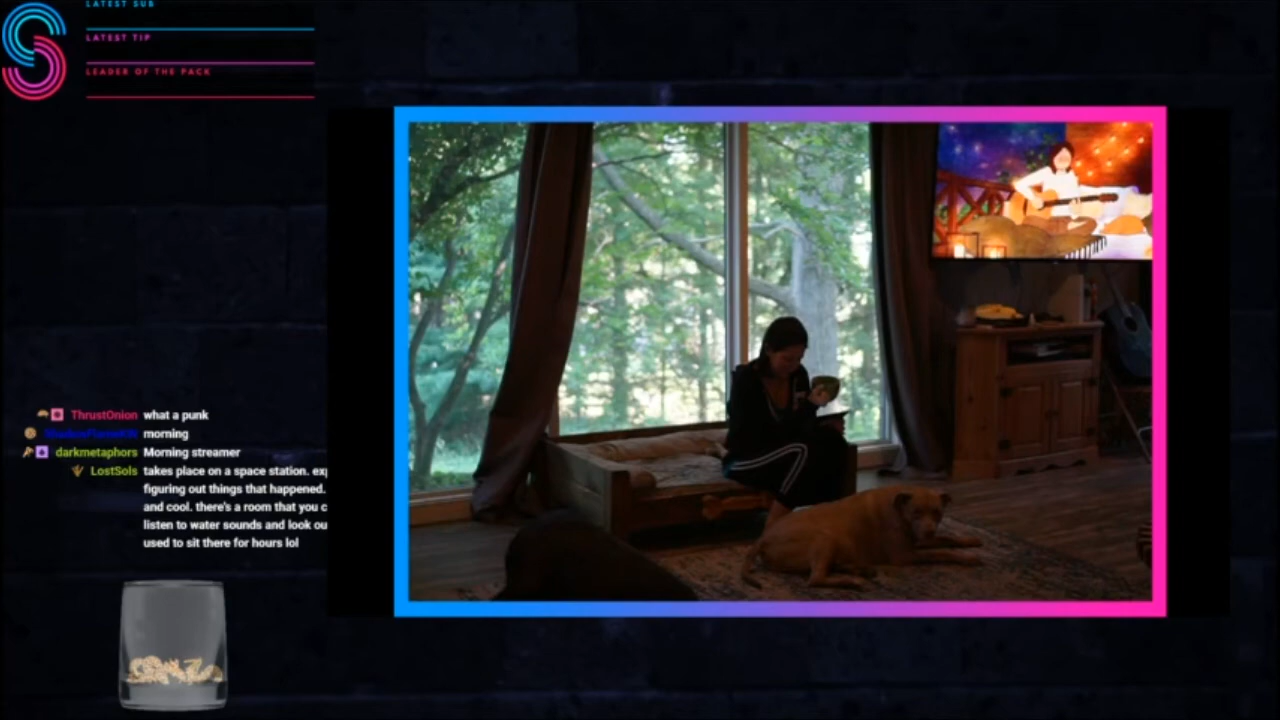 LATEST SUB
LATEST TIP
LEADER OF THE PACK
ThrustOnion what a punk
morning
darkmetaphors Morning streamer
LostSols takes place on a space station. exp
figuring out things that happened.
and cool. there's a room that you c
listen to water sounds and look ou
used to sit there for hours lol